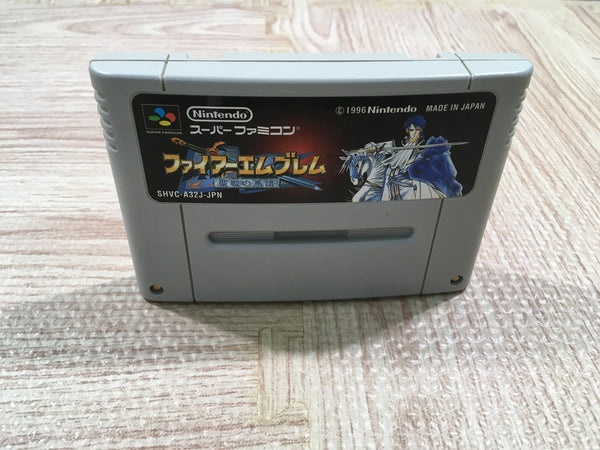 Nintendo
スーパーファミコン
© 1996 Nintendo MADE IN JAPAN
ファイアーエムブレム
聖戦の系譜
SHVC-A32J-JPN